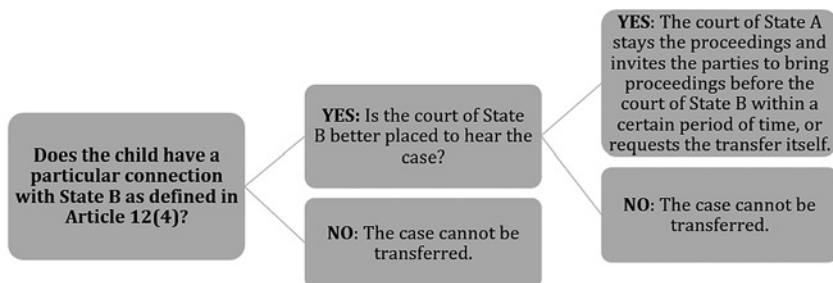 Does the child have a
particular connection
with State B as defined in
Article 12(4)?
YES: Is the court of State
B better placed to hear the
case?
NO: The case cannot be
transferred.
YES: The court of State A
stays the proceedings and
invites the parties to bring
proceedings before the
court of State B within a
certain period of time, or
requests the transfer itself.
NO: The case cannot be
transferred.